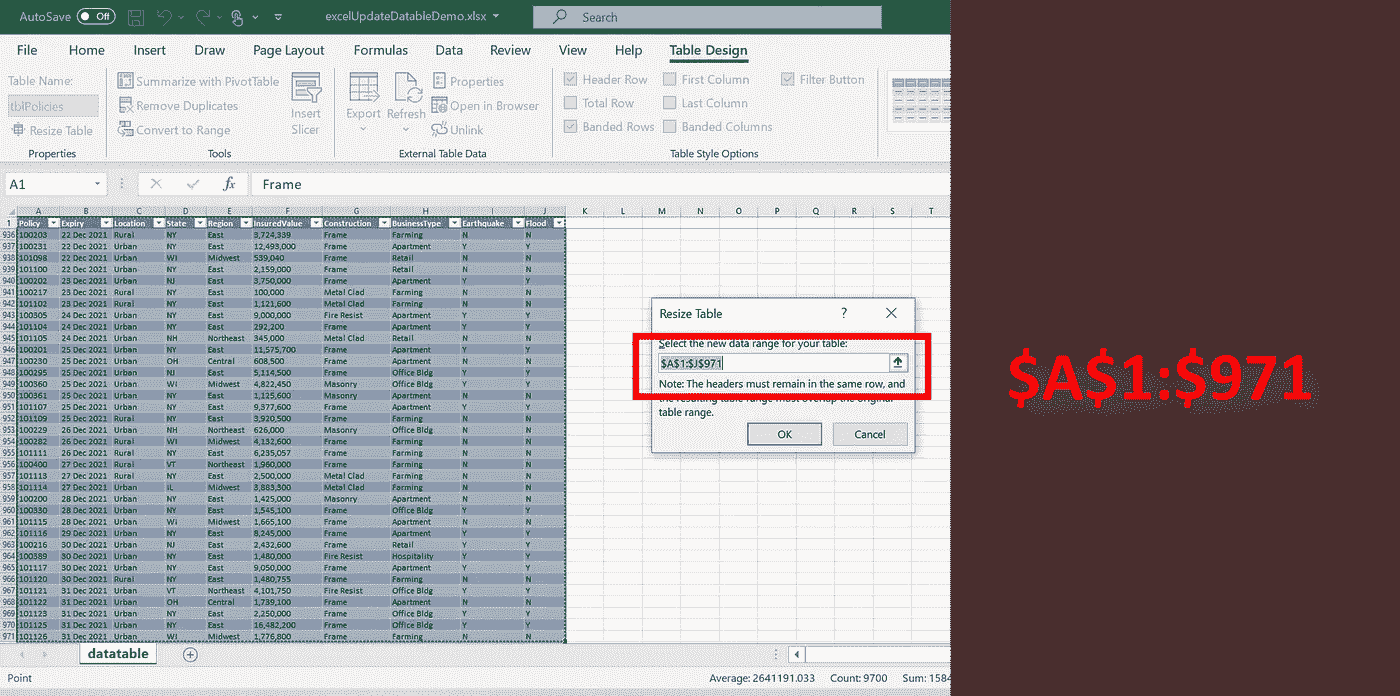 AutoSave Off excelUpdateDatableDemo.xlsx Search
File Home Insert Draw Page Layout Formulas Data Review View Help Table Design
Table Name:
tblPolicies
Resize Table
Properties
Summarize with PivotTable
Remove Duplicates
Convert to Range
Insert
Slicer
Tools
Export Refresh
Properties
Open in Browser
Unlink
External Table Data
Header Row First Column Filter Button
Total Row Last Column
Banded Rows Banded Columns
Table Style Options
A1 fx Frame
A B C D E F G H I J K L M N O P Q R S T
1 Policy Expiry Location State Region InsuredValue Construction BusinessType Earthquake Flood
936 100203 22 Dec 2021 Rural NY East 3,724,339 Frame Farming N N
937 100231 22 Dec 2021 Urban NY East 12,493,000 Frame Apartment Y Y
938 101098 22 Dec 2021 Urban WI Midwest 539,040 Frame Retail N N
939 101100 22 Dec 2021 Urban NY East 2,159,000 Frame Retail N N
940 100202 23 Dec 2021 Urban NJ East 3,750,000 Frame Apartment Y Y
941 100217 23 Dec 2021 Rural NY East 100,000 Metal Clad Farming N N
942 101102 23 Dec 2021 Rural NY East 1,121,600 Metal Clad Farming N N
943 100305 24 Dec 2021 Urban NY East 9,000,000 Fire Resist Apartment Y Y
944 101104 24 Dec 2021 Urban NY East 292,200 Frame Apartment Y Y
945 101105 24 Dec 2021 Rural NH Northeast 345,000 Metal Clad Retail N N
946 100201 25 Dec 2021 Urban NY East 11,575,700 Frame Apartment Y Y
947 100230 25 Dec 2021 Urban OH Central 608,500 Frame Apartment N N
948 100295 25 Dec 2021 Urban NJ East 5,114,500 Frame Office Bldg Y Y
949 100360 25 Dec 2021 Urban WI Midwest 4,822,450 Masonry Office Bldg Y Y
950 100361 25 Dec 2021 Urban NY East 1,125,600 Masonry Apartment N N
951 101107 25 Dec 2021 Urban NY East 9,377,600 Frame Apartment Y Y
952 101109 25 Dec 2021 Rural NY East 3,920,500 Frame Farming N N
953 100229 26 Dec 2021 Urban NH Northeast 626,000 Masonry Office Bldg N N
954 100282 26 Dec 2021 Rural WI Midwest 4,132,600 Frame Farming N N
955 101111 26 Dec 2021 Rural NY East 6,235,057 Frame Farming N N
956 100400 27 Dec 2021 Rural VT Northeast 1,960,000 Frame Farming N N
957 101113 27 Dec 2021 Rural NY East 2,500,000 Metal Clad Farming N N
958 101114 27 Dec 2021 Urban IL Midwest 3,883,300 Metal Clad Farming N N
959 100200 28 Dec 2021 Urban NY East 1,425,000 Masonry Apartment N N
960 100330 28 Dec 2021 Urban NY East 1,545,100 Frame Office Bldg Y Y
961 101115 28 Dec 2021 Urban WI Midwest 1,665,100 Frame Apartment N N
962 101116 29 Dec 2021 Urban NY East 8,245,000 Frame Apartment Y Y
963 100216 30 Dec 2021 Urban NJ East 2,432,600 Frame Retail Y Y
964 100389 30 Dec 2021 Urban NY East 1,480,000 Fire Resist Hospitality Y Y
965 101117 30 Dec 2021 Urban NY East 9,050,000 Frame Apartment Y Y
966 101120 30 Dec 2021 Rural NY East 1,480,755 Frame Farming N N
967 101121 31 Dec 2021 Urban VT Northeast 4,101,750 Fire Resist Office Bldg Y Y
968 101122 31 Dec 2021 Urban OH Central 1,739,100 Frame Apartment N N
969 101123 31 Dec 2021 Urban NY East 2,250,000 Frame Office Bldg Y Y
970 101125 31 Dec 2021 Urban NY East 16,482,200 Frame Office Bldg Y Y
971 101126 31 Dec 2021 Urban WI Midwest 1,776,800 Frame Farming N N
Resize Table ?
Select the new data range for your table:
$A$1:$J$971
Note: The headers must remain in the same row, and
the resulting table range must overlap the original
table range.
OK Cancel
$A$1:$971
datatable
Point Average: 2641191.033 Count: 9700 Sum: 1584